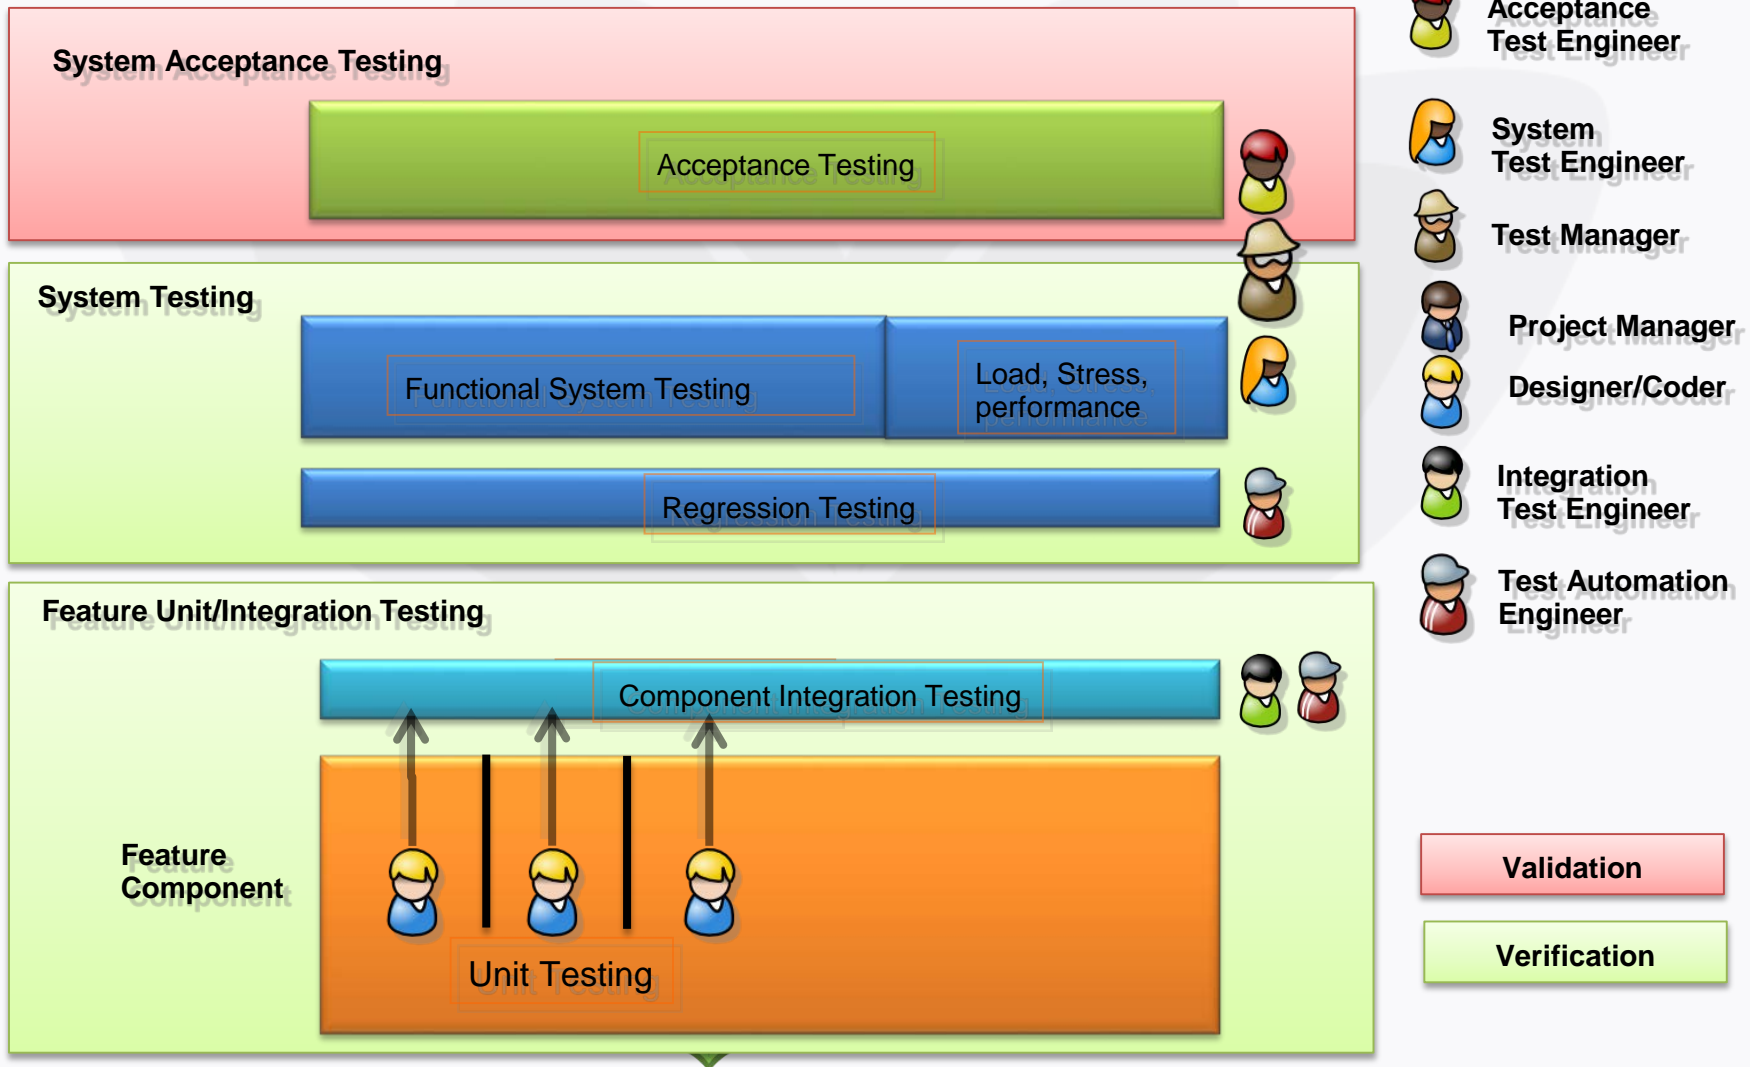 System Acceptance Testing
Acceptance Testing
System Testing
Functional System Testing
Load, Stress,
performance
Regression Testing
Feature Unit/Integration Testing
Component Integration Testing
Feature
Component
Unit Testing
Acceptance
Test Engineer
System
Test Engineer
Test Manager
Project Manager
Designer/Coder
Integration
Test Engineer
Test Automation
Engineer
Validation
Verification